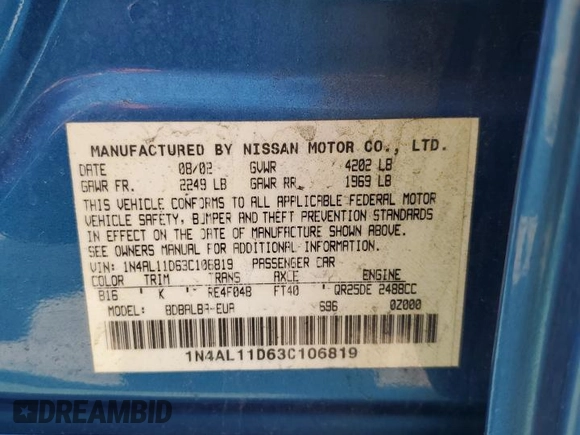 MANUFACTURED BY NISSAN MOTOR CO., LTD.
DATE 08/02 GVWR 4202 LB
GAWR FR. 2249 LB GAWR RR. 1969 LB
THIS VEHICLE CONFORMS TO ALL APPLICABLE FEDERAL MOTOR
VEHICLE SAFETY, BUMPER AND THEFT PREVENTION STANDARDS
IN EFFECT ON THE DATE OF MANUFACTURE SHOWN ABOVE.
SEE OWNERS MANUAL FOR ADDITIONAL INFORMATION
VIN: 1N4AL11D63C106819 PASSENGER CAR
COLOR TRIM TRANS AXLE ENGINE
B16 K RE4F04B FT40 QR25DE 2488CC
MODEL: BDBALBA-EUA 696 0Z000
1N4AL11D63C106819
DREAMBID